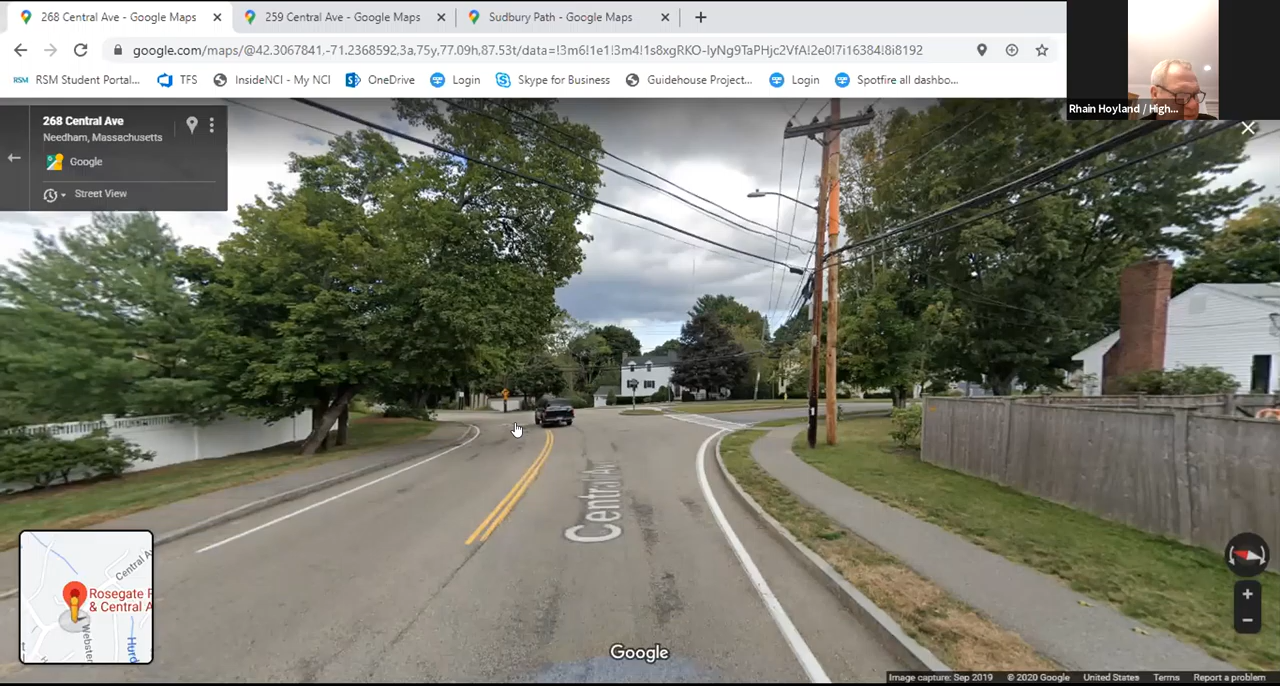 268 Central Ave - Google Maps
259 Central Ave - Google Maps
Sudbury Path - Google Maps
google.com/maps/@42.3067841,-71.2368592,3a,75y,77.09h,87.53t/data=!3m6!1e1!3m4!1s8xgRKO-lyNg9TaPHjc2VfA!2e0!7i16384!8i8192
RSM Student Portal...
TFS
InsideNCI - My NCI
OneDrive
Login
Skype for Business
Guidehouse Project...
Login
Spotfire all dashbo...
Rhain Hoyland / High...
268 Central Ave
Needham, Massachusetts
Google
Street View
Central Av
Central Av
Rosegate R
& Central A
Webster
Hurd
Google
Image capture: Sep 2019 © 2020 Google United States Terms Report a problem